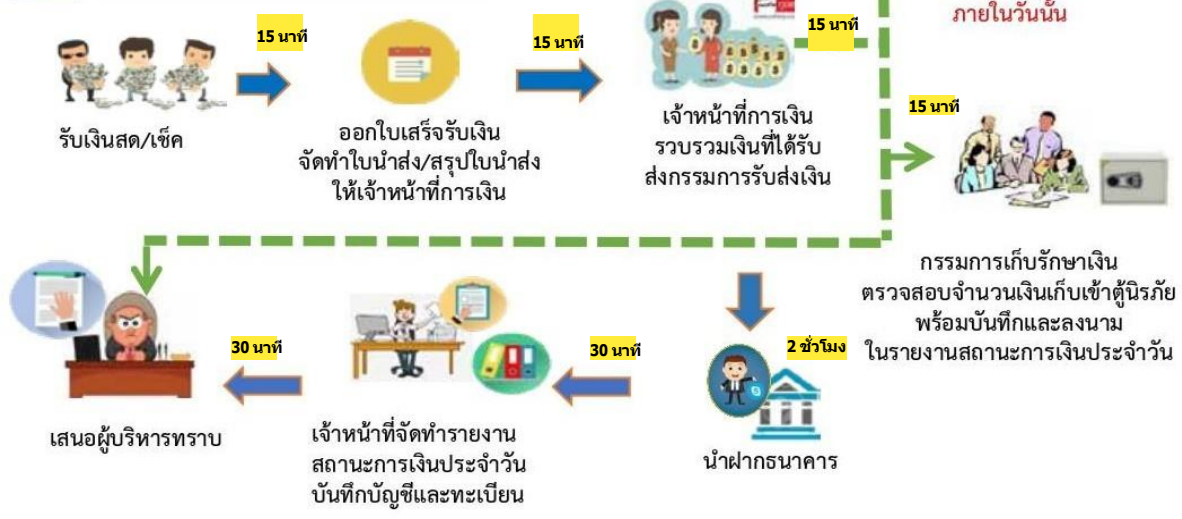 ภายในวันนั้น
15 นาที
15 นาที
15 นาที
รับเงินสด/เช็ค
ออกใบเสร็จรับเงิน
จัดทำใบนำส่ง/สรุปใบนำส่ง
ให้เจ้าหน้าที่การเงิน
เจ้าหน้าที่การเงิน
รวบรวมเงินที่ได้รับ
ส่งกรรมการรับส่งเงิน
15 นาที
กรรมการเก็บรักษาเงิน
ตรวจสอบจำนวนเงินเก็บเข้าตู้นิรภัย
พร้อมบันทึกและลงนาม
ในรายงานสถานะการเงินประจำวัน
2 ชั่วโมง
นำฝากธนาคาร
30 นาที
เจ้าหน้าที่จัดทำรายงาน
สถานะการเงินประจำวัน
บันทึกบัญชีและทะเบียน
30 นาที
เสนอผู้บริหารทราบ